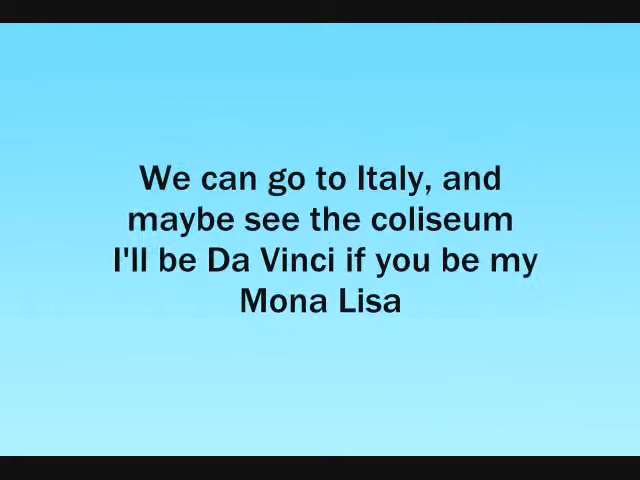 We can go to Italy, and
maybe see the coliseum
I'll be Da Vinci if you be my
Mona Lisa